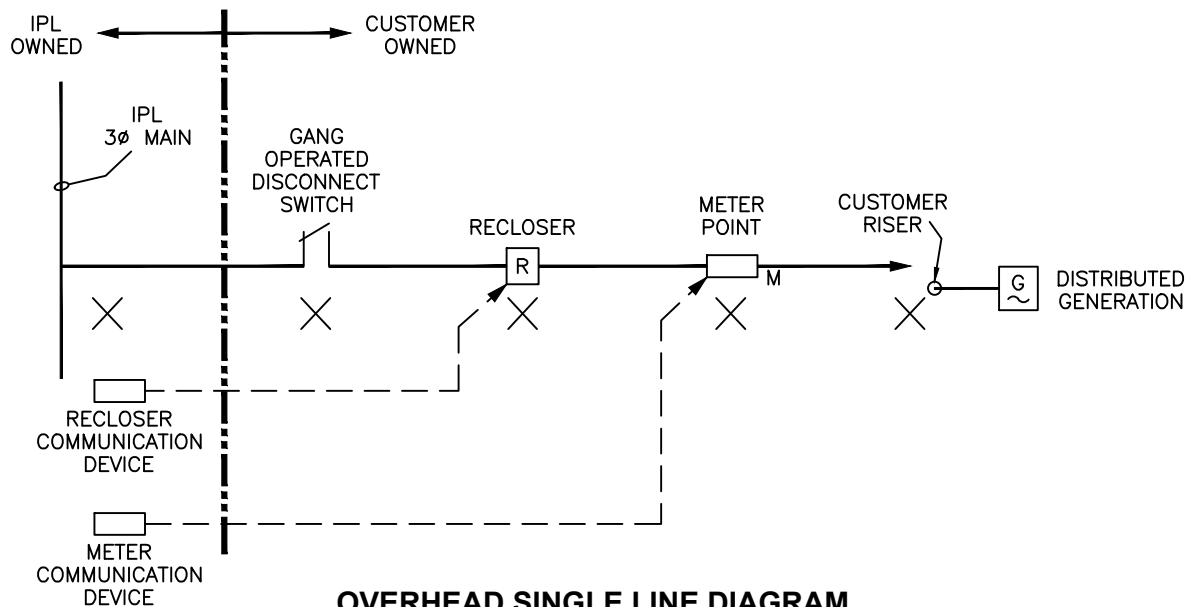 IPL
OWNED
CUSTOMER
OWNED
IPL
3ø MAIN
GANG
OPERATED
DISCONNECT
SWITCH
RECLOSER
R
METER
POINT
M
CUSTOMER
RISER
G
DISTRIBUTED
GENERATION
RECLOSER
COMMUNICATION
DEVICE
METER
COMMUNICATION
DEVICE
OVERHEAD SINGLE LINE DIAGRAM